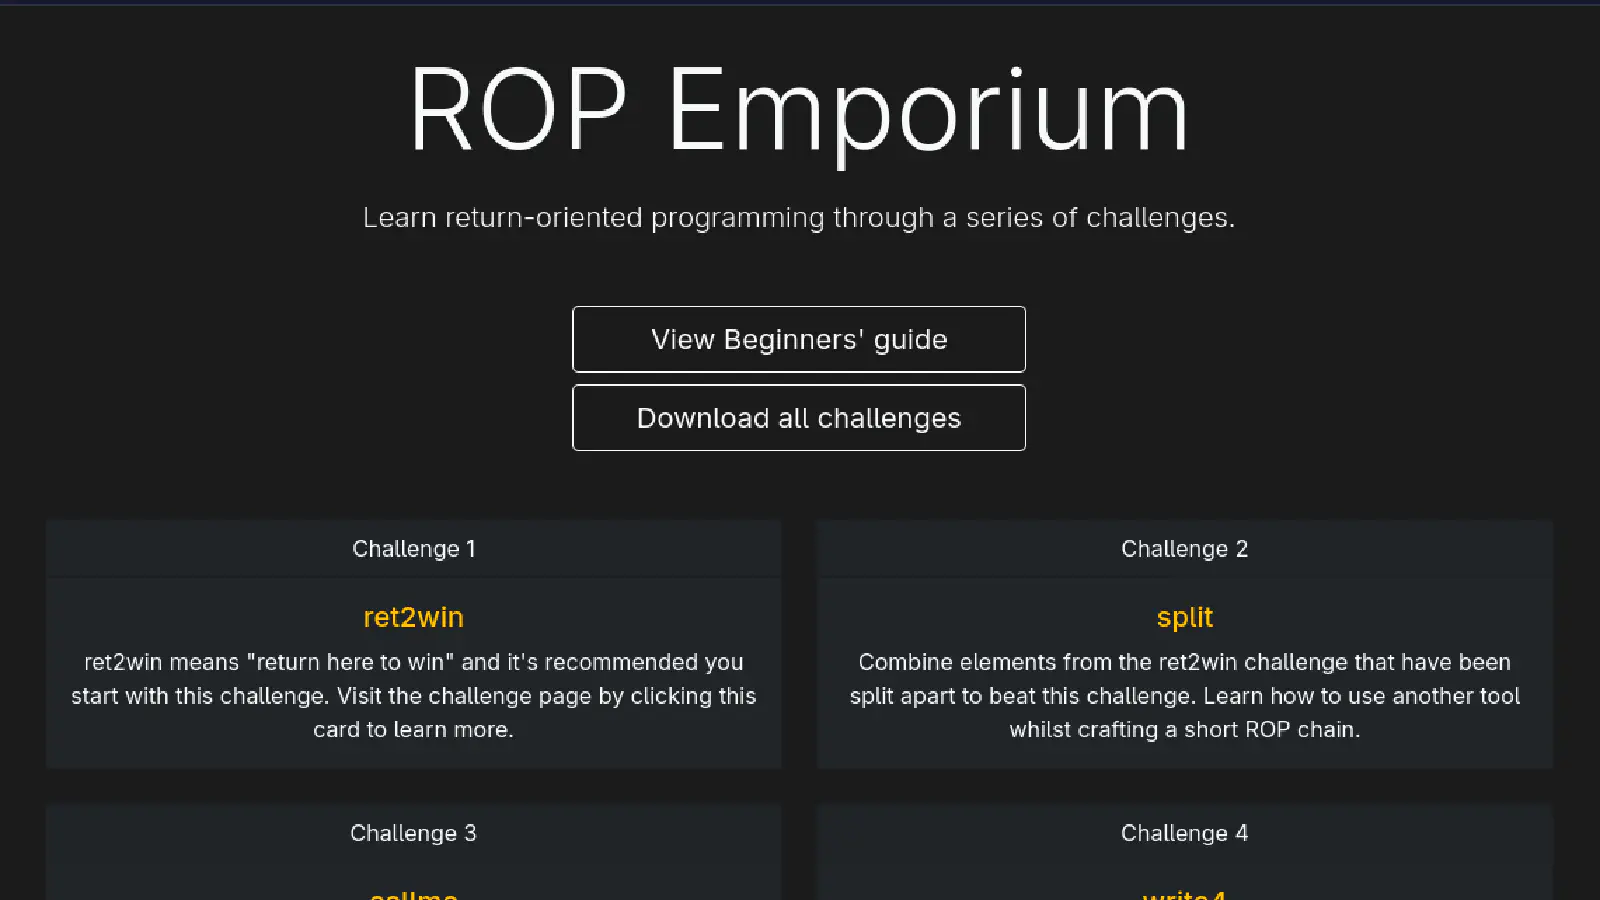 ROP Emporium
Learn return-oriented programming through a series of challenges.
View Beginners' guide
Download all challenges
Challenge 1
ret2win
ret2win means "return here to win" and it's recommended you
start with this challenge. Visit the challenge page by clicking this
card to learn more.
Challenge 2
split
Combine elements from the ret2win challenge that have been
split apart to beat this challenge. Learn how to use another tool
whilst crafting a short ROP chain.
Challenge 3
callme
Challenge 4
write4